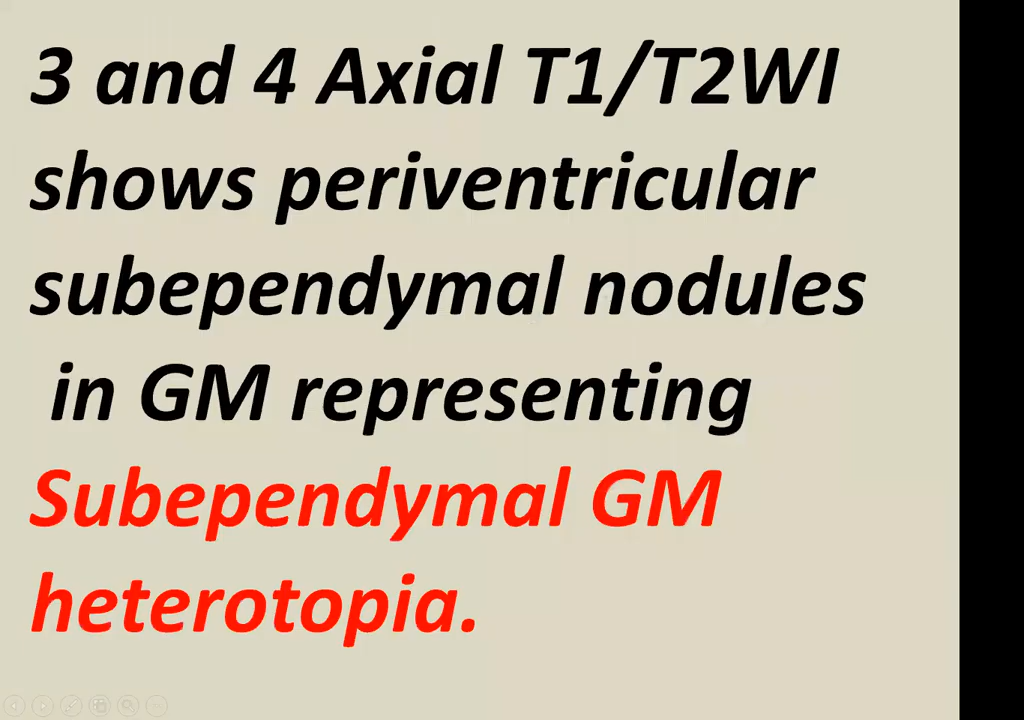 3 and 4 Axial T1/T2WI
shows periventricular
subependymal nodules
in GM representing
Subependymal GM
heterotopia.